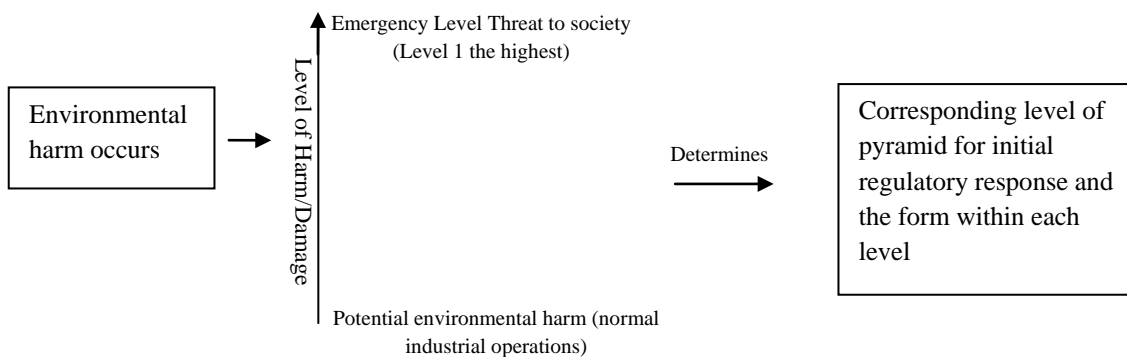 Environmental
harm occurs
Level of Harm/Damage
Emergency Level Threat to society
(Level 1 the highest)
Potential environmental harm (normal
industrial operations)
Determines
Corresponding level of
pyramid for initial
regulatory response and
the form within each
level